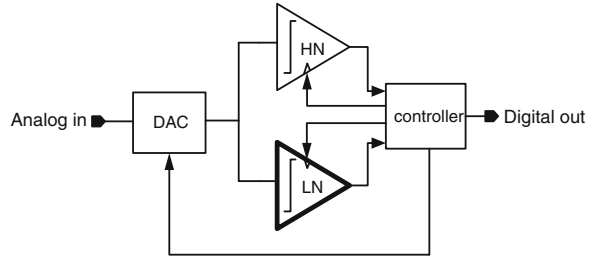 HN
Analog in
DAC
controller
Digital out
LN